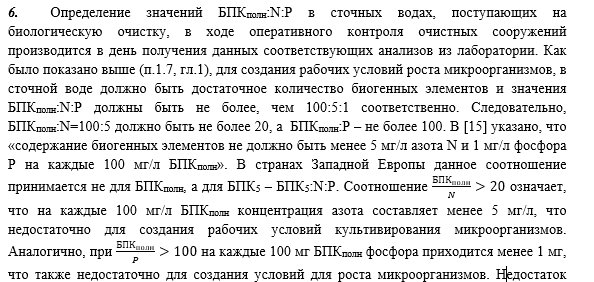 6. Определение значений БПКполн:N:P в сточных водах, поступающих на
биологическую очистку, в ходе оперативного контроля очистных сооружений
производится в день получения данных соответствующих анализов из лаборатории. Как
было показано выше (п.1.7, гл.1), для создания рабочих условий роста микроорганизмов, в
сточной воде должно быть достаточное количество биогенных элементов и значения
БПКполн:N:P должны быть не более, чем 100:5:1 соответственно. Следовательно,
БПКполн:N=100:5 должно быть не более 20, а БПКполн:P – не более 100. В [15] указано, что
«содержание биогенных элементов не должно быть менее 5 мг/л азота N и 1 мг/л фосфора
P на каждые 100 мг/л БПКполн». В странах Западной Европы данное соотношение
принимается не для БПКполн, а для БПК5 – БПК5:N:P. Соотношение БПКполн/N > 20 означает,
что на каждые 100 мг/л БПКполн концентрация азота составляет менее 5 мг/л, что
недостаточно для создания рабочих условий культивирования микроорганизмов.
Аналогично, при БПКполн/P > 100 на каждые 100 мг БПКполн фосфора приходится менее 1 мг,
что также недостаточно для создания условий для роста микроорганизмов. Недостаток